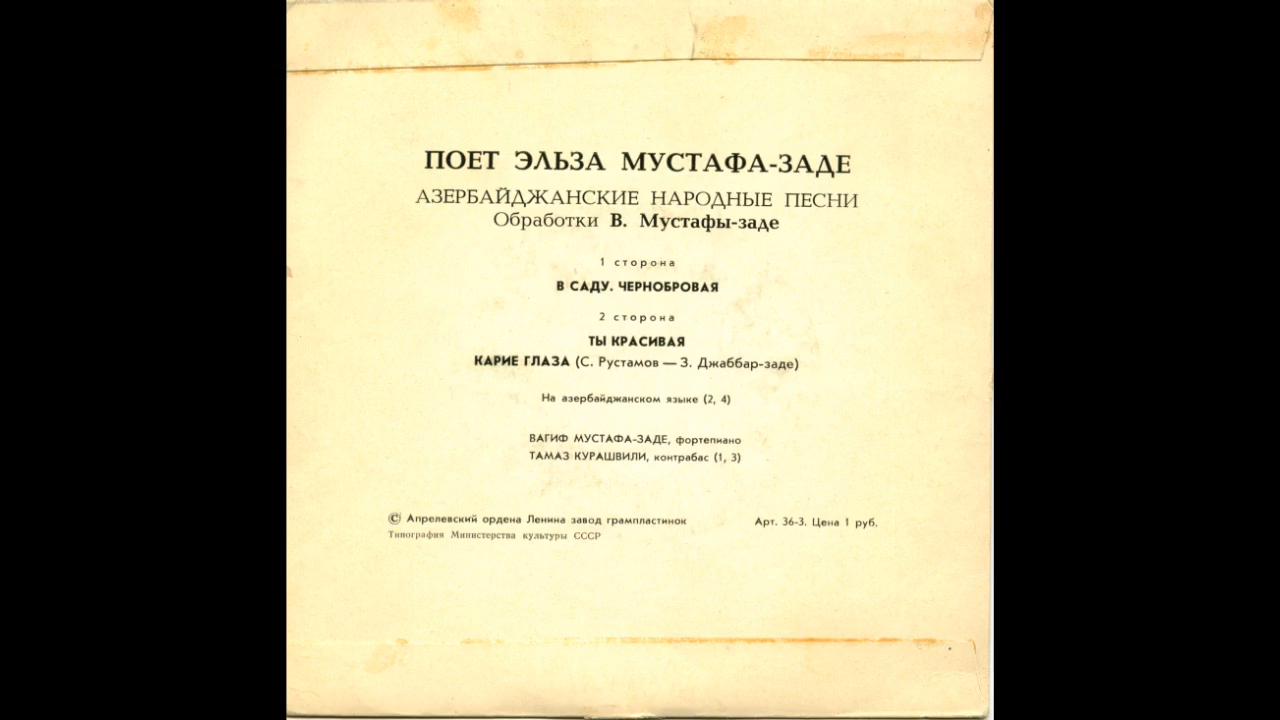 ПОЕТ ЭЛЬЗА МУСТАФА-ЗАДЕ
АЗЕРБАЙДЖАНСКИЕ НАРОДНЫЕ ПЕСНИ
Обработки В. Мустафы-заде
1 сторона
В САДУ. ЧЕРНОБРОВАЯ
2 сторона
ТЫ КРАСИВАЯ
КАРИЕ ГЛАЗА (С. Рустамов — З. Джаббар-заде)
На азербайджанском языке (2, 4)
ВАГИФ МУСТАФА-ЗАДЕ, фортепиано
ТАМАЗ КУРАШВИЛИ, контрабас (1, 3)
© Апрелевский ордена Ленина завод грампластинок Арт. 36-3. Цена 1 руб.
Типография Министерства культуры СССР